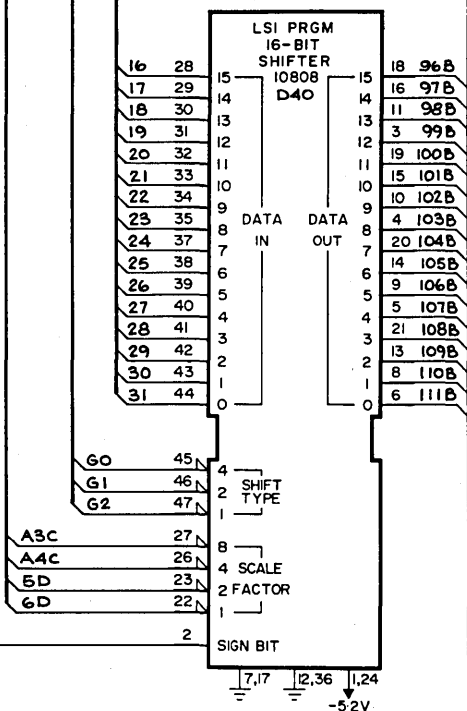 LSI PRGM
16-BIT
SHIFTER
10808
D40
16 28 15 15 18 96B
17 29 14 14 16 97B
18 30 13 13 11 98B
19 31 12 12 3 99B
20 32 11 11 19 100B
21 33 10 10 15 101B
22 34 9 9 10 102B
23 35 8 DATA DATA 8 4 103B
24 37 7 IN OUT 7 20 104B
25 38 6 6 14 105B
26 39 5 5 9 106B
27 40 4 4 5 107B
28 41 3 3 21 108B
29 42 2 2 13 109B
30 43 1 1 8 110B
31 44 0 0 6 111B
G0 45 4
G1 46 2 SHIFT
G2 47 1 TYPE
A3C 27 8
A4C 26 4 SCALE
5D 23 2 FACTOR
6D 22 1
2 SIGN BIT
7,17 12,36 1,24
-5.2V